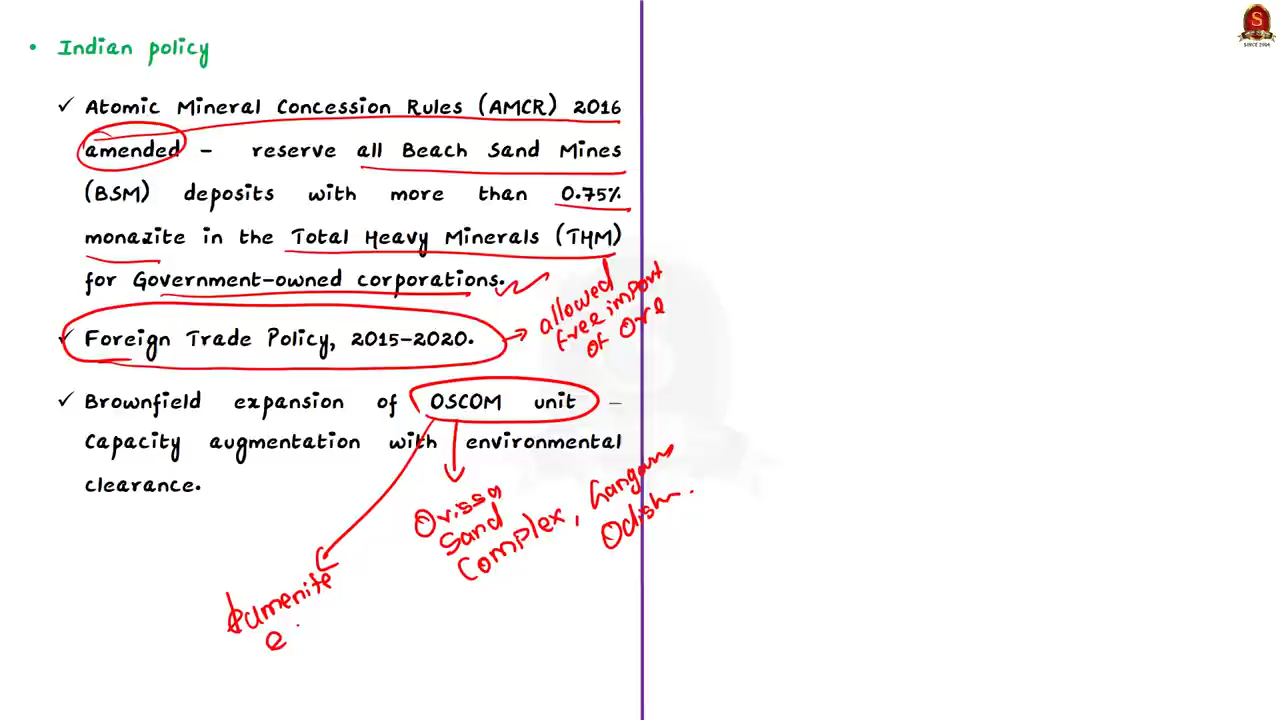 • Indian policy
✓ Atomic Mineral Concession Rules (AMCR) 2016
amended - reserve all Beach Sand Mines
(BSM) deposits with more than 0.75%
monazite in the Total Heavy Minerals (THM)
for Government-owned corporations.
✓ Foreign Trade Policy, 2015-2020.
→ allowed
free import
of Ore
✓ Brownfield expansion of OSCOM unit –
Capacity augmentation with environmental
clearance.
Orissa
Sand
Complex,
Odisha.
S
SINCE 2004